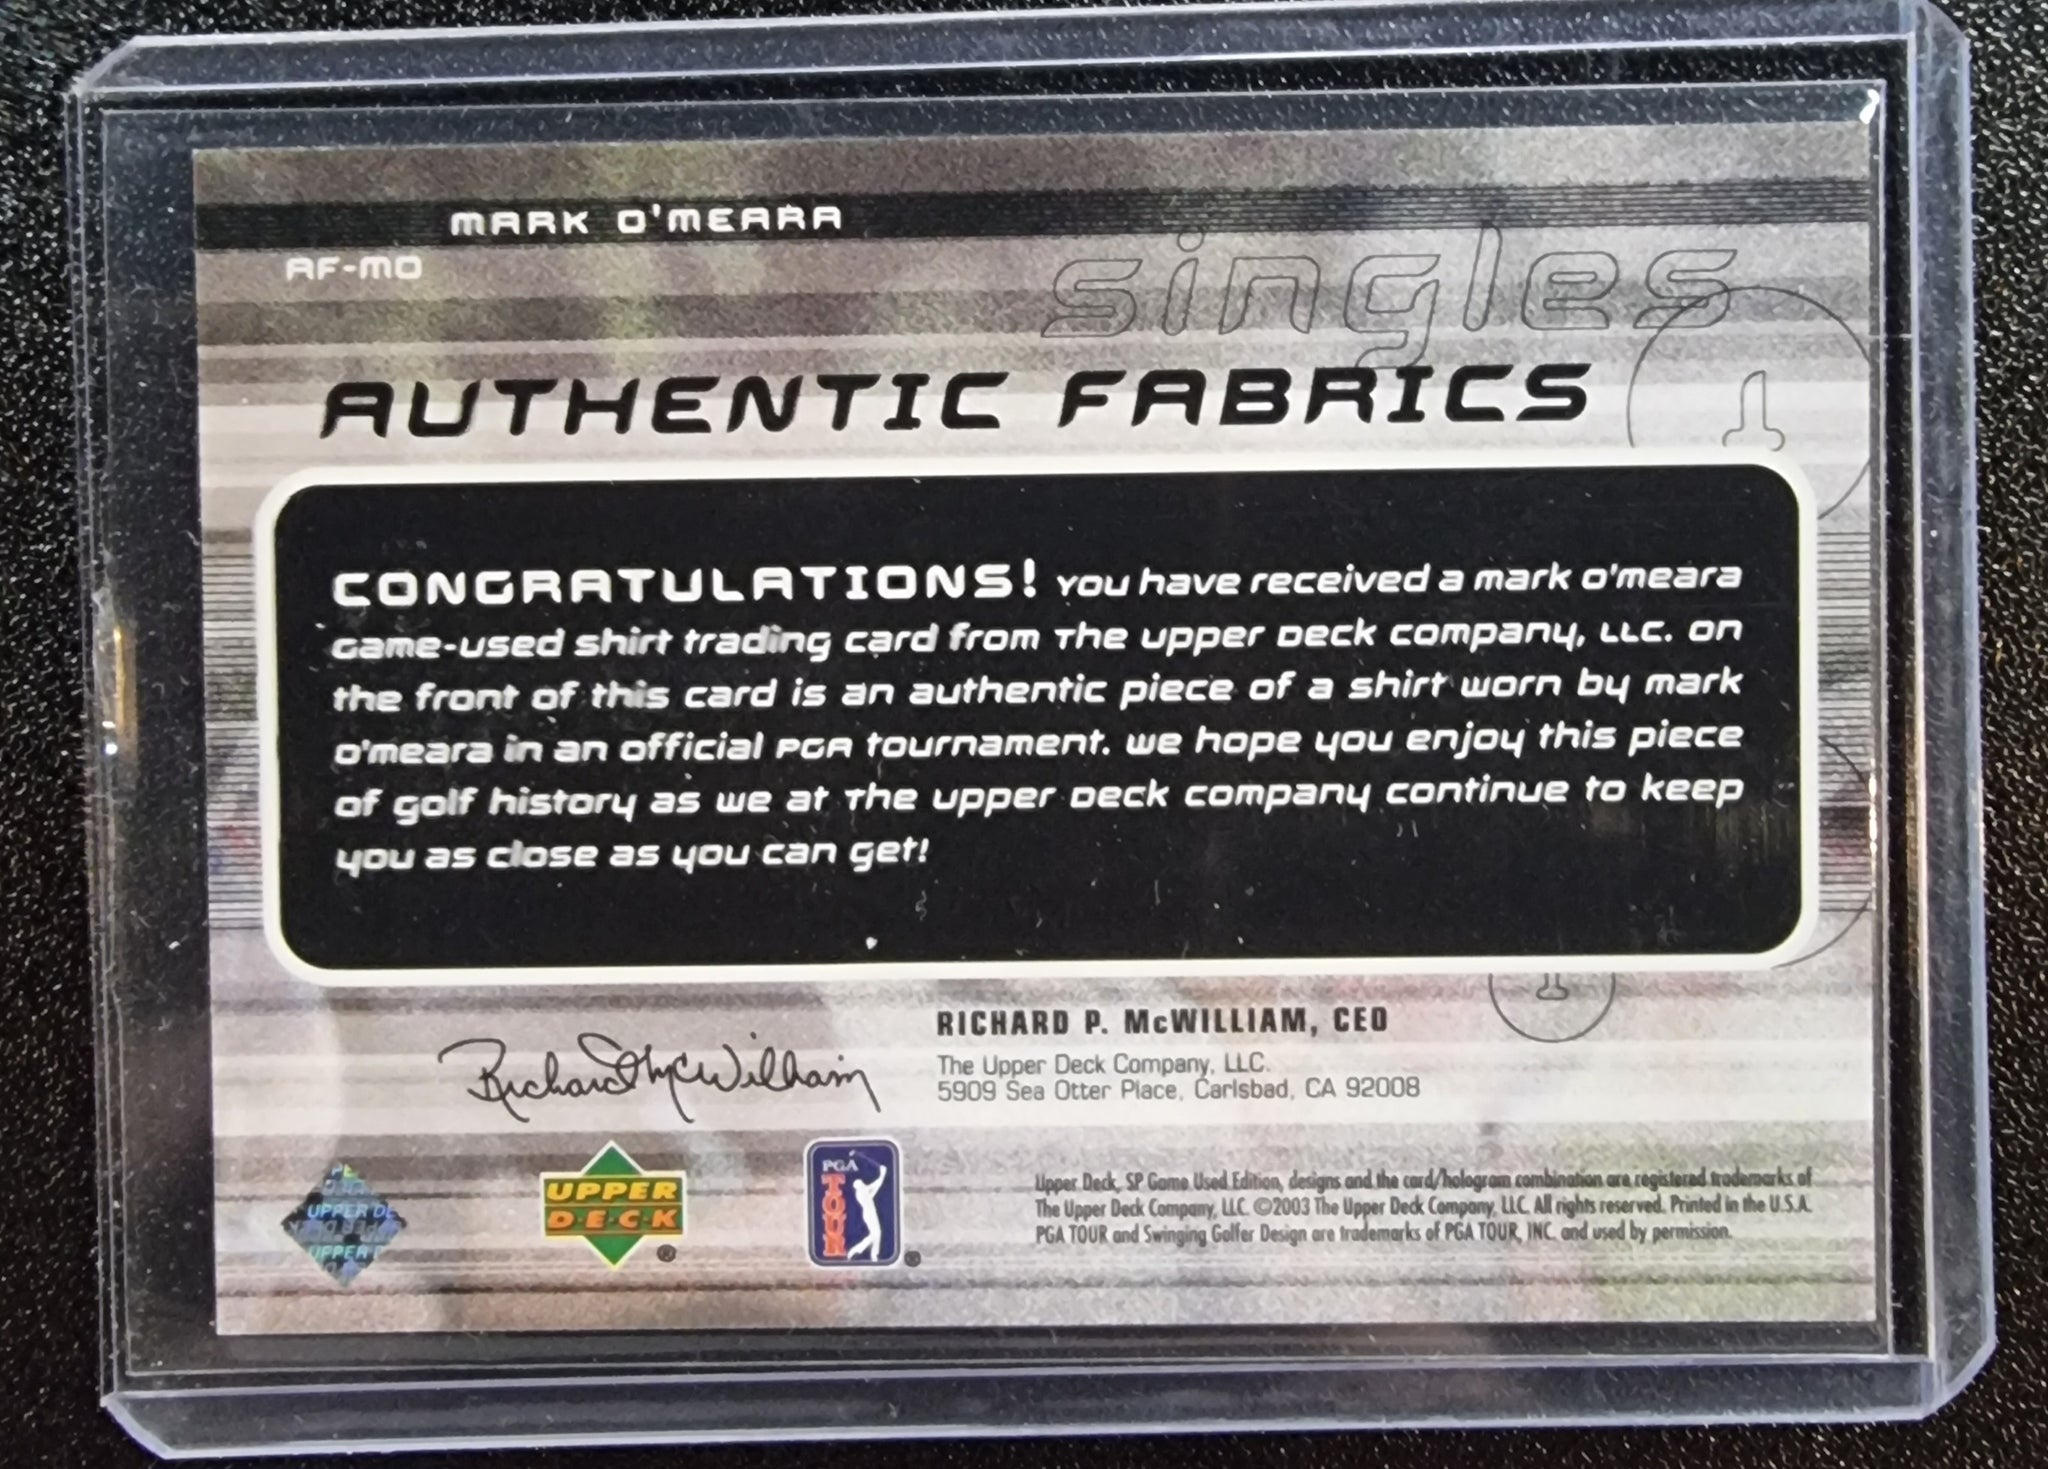 MARK O'MEARA
AF-MO
singles
AUTHENTIC FABRICS
CONGRATULATIONS! You have received a mark o'meara
game-used shirt trading card from The upper Deck company, LLC. on
the front of this card is an authentic piece of a shirt worn by mark
o'meara in an official PGA tournament. we hope you enjoy this piece
of golf history as we at The upper Deck company continue to keep
you as close as you can get!
RICHARD P. McWILLIAM, CEO
Richard McWilliam
The Upper Deck Company, LLC.
5909 Sea Otter Place, Carlsbad, CA 92008
UPPER DE
UPPER D
UPPER
DECK
®
PGA
TOUR
®
Upper Deck, SP Game Used Edition, designs and the card/hologram combination are registered trademarks of
The Upper Deck Company, LLC. ©2003 The Upper Deck Company, LLC. All rights reserved. Printed in the U.S.A.
PGA TOUR and Swinging Golfer Design are trademarks of PGA TOUR, INC. and used by permission.